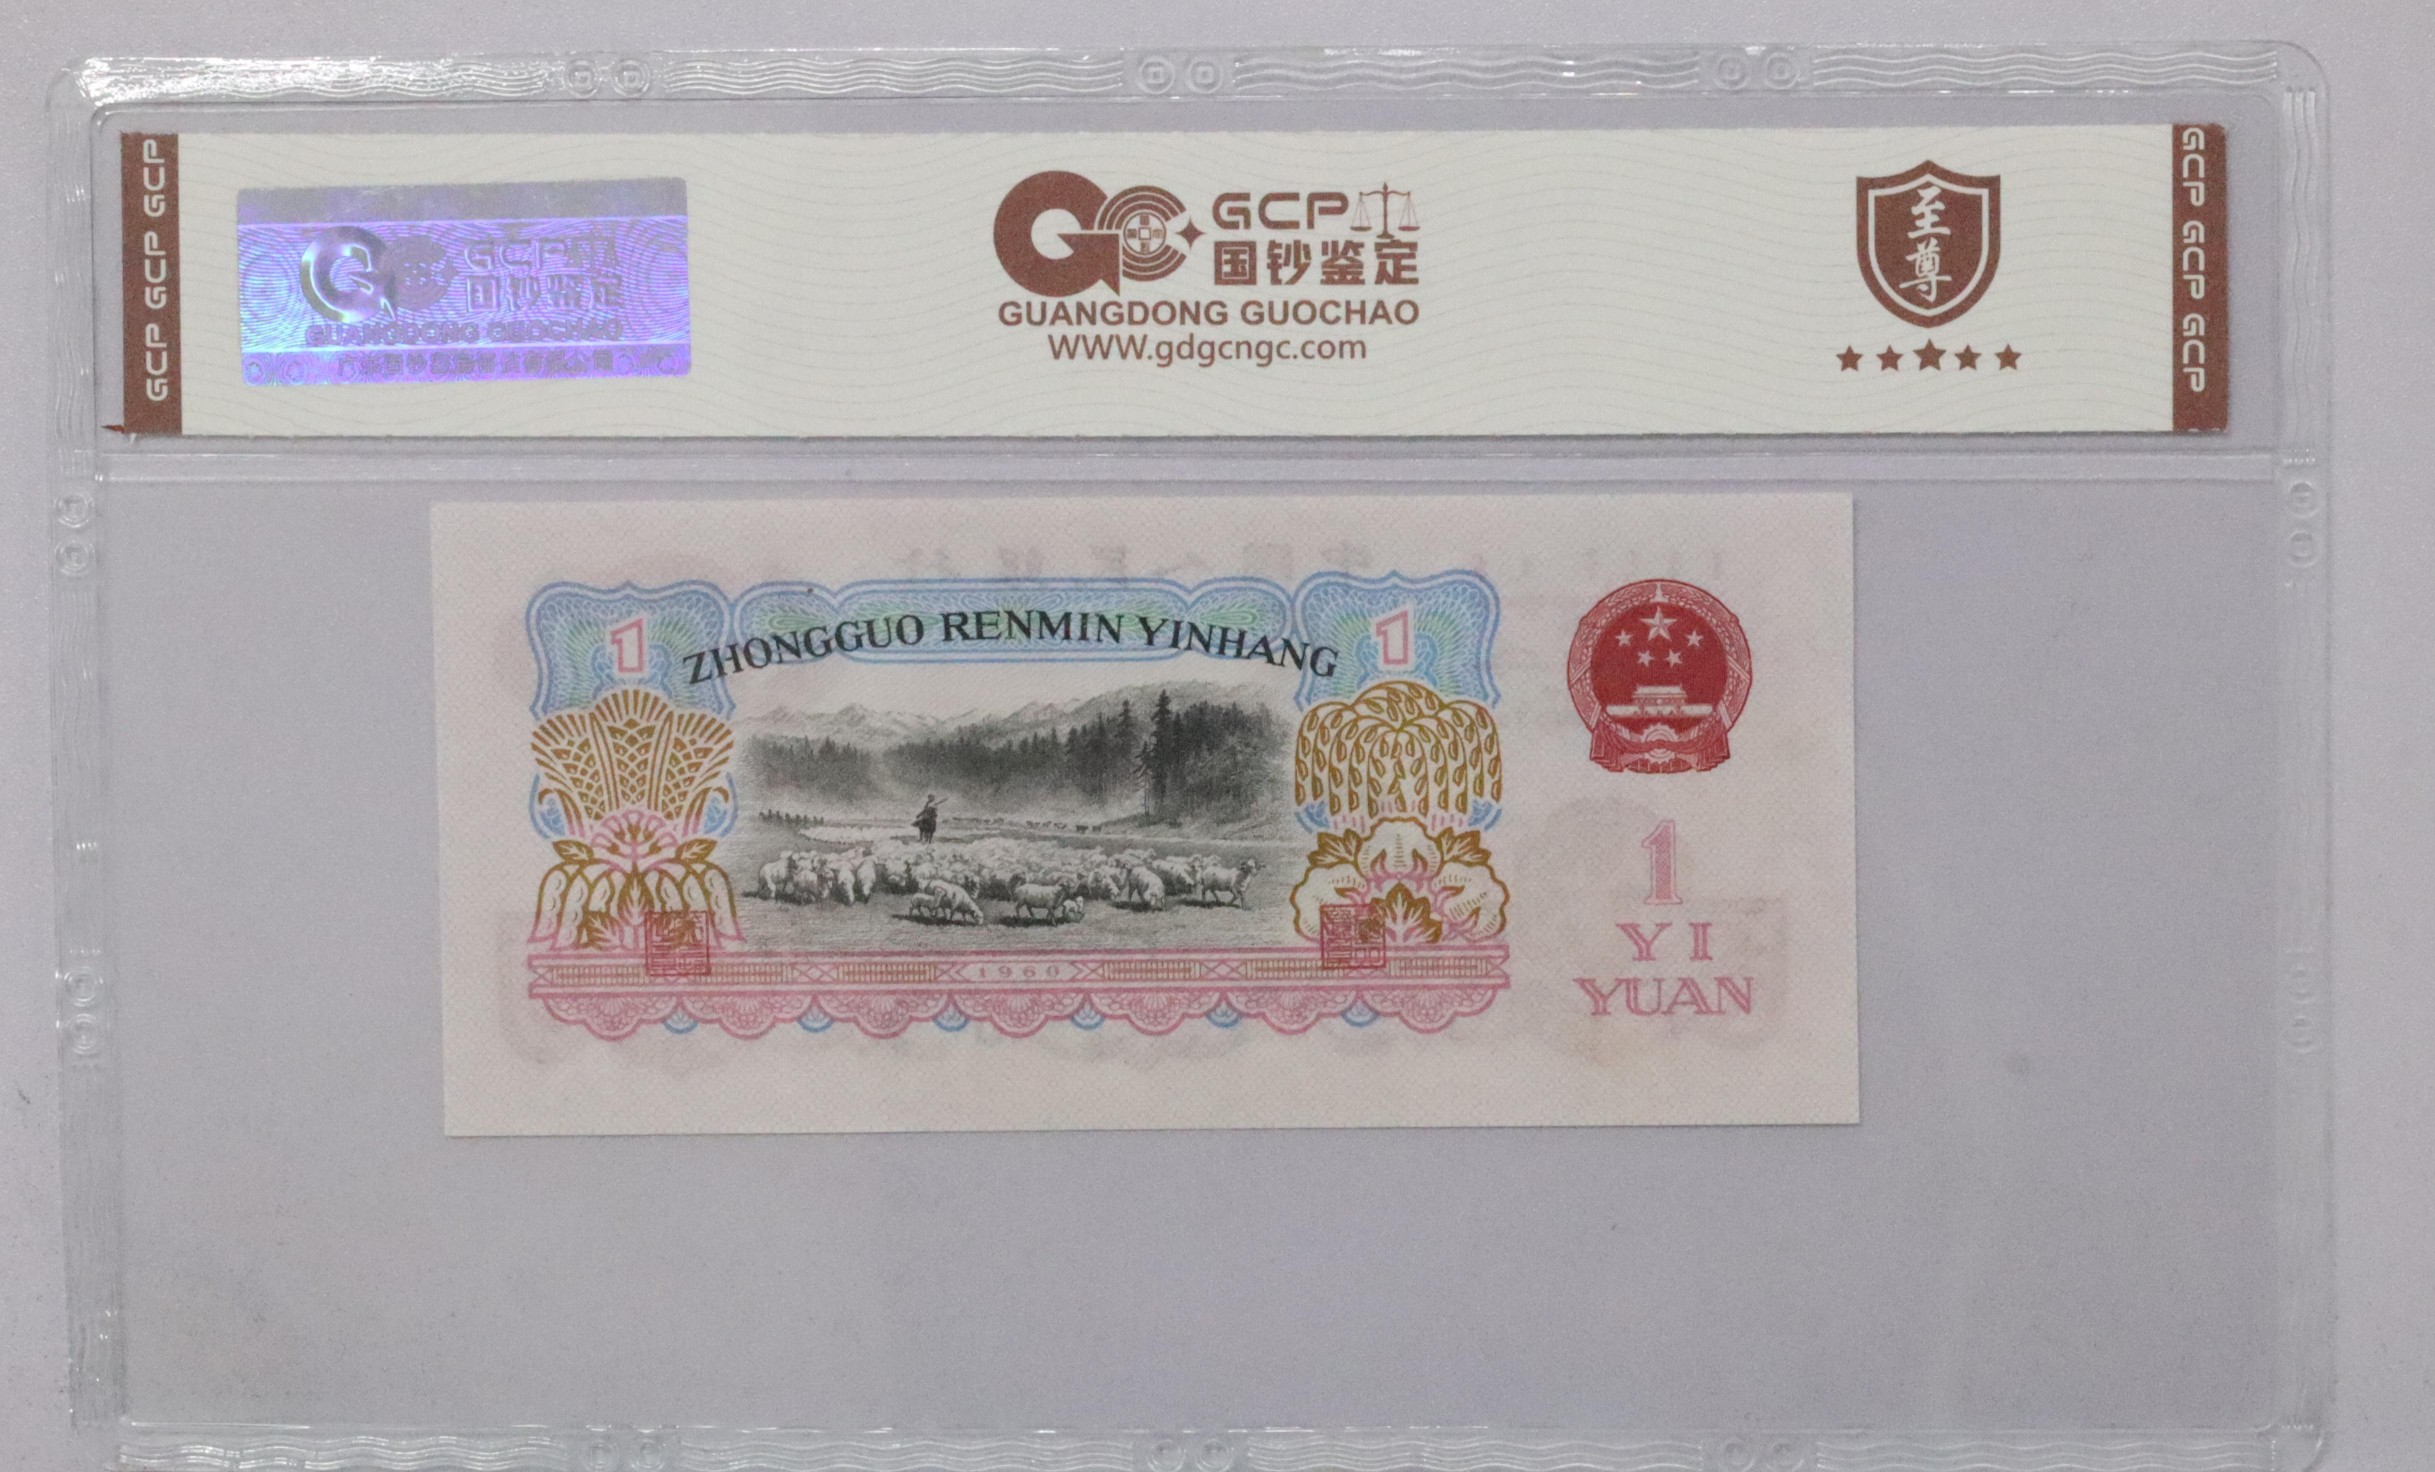 GCP GCP GCP
GCP
国钞鉴定
GUANGDONG GUOCHAO
GCP
国钞鉴定
GUANGDONG GUOCHAO
WWW.gdgcngc.com
至
尊
GCP GCP GCP
1
ZHONGGUO RENMIN YINHANG
1
1960
1
YI
YUAN